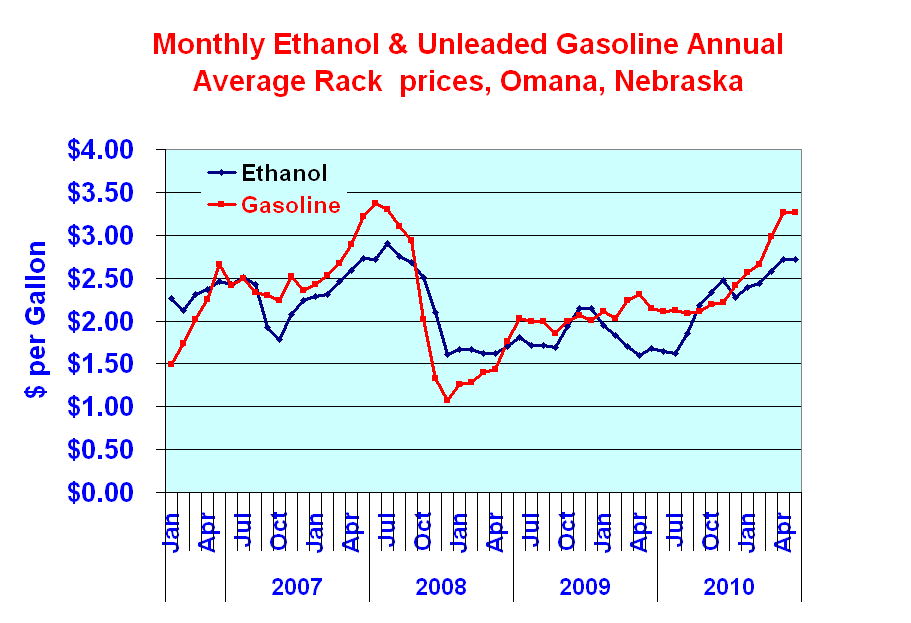 Monthly Ethanol & Unleaded Gasoline Annual
Average Rack prices, Omana, Nebraska
$4.00
$3.50
$3.00
$2.50
$2.00
$1.50
$1.00
$0.50
$0.00
$ per Gallon
Ethanol
Gasoline
Jan Apr Jul Oct Jan Apr Jul Oct Jan Apr Jul Oct Jan Apr Jul Oct Jan Apr
2007 2008 2009 2010